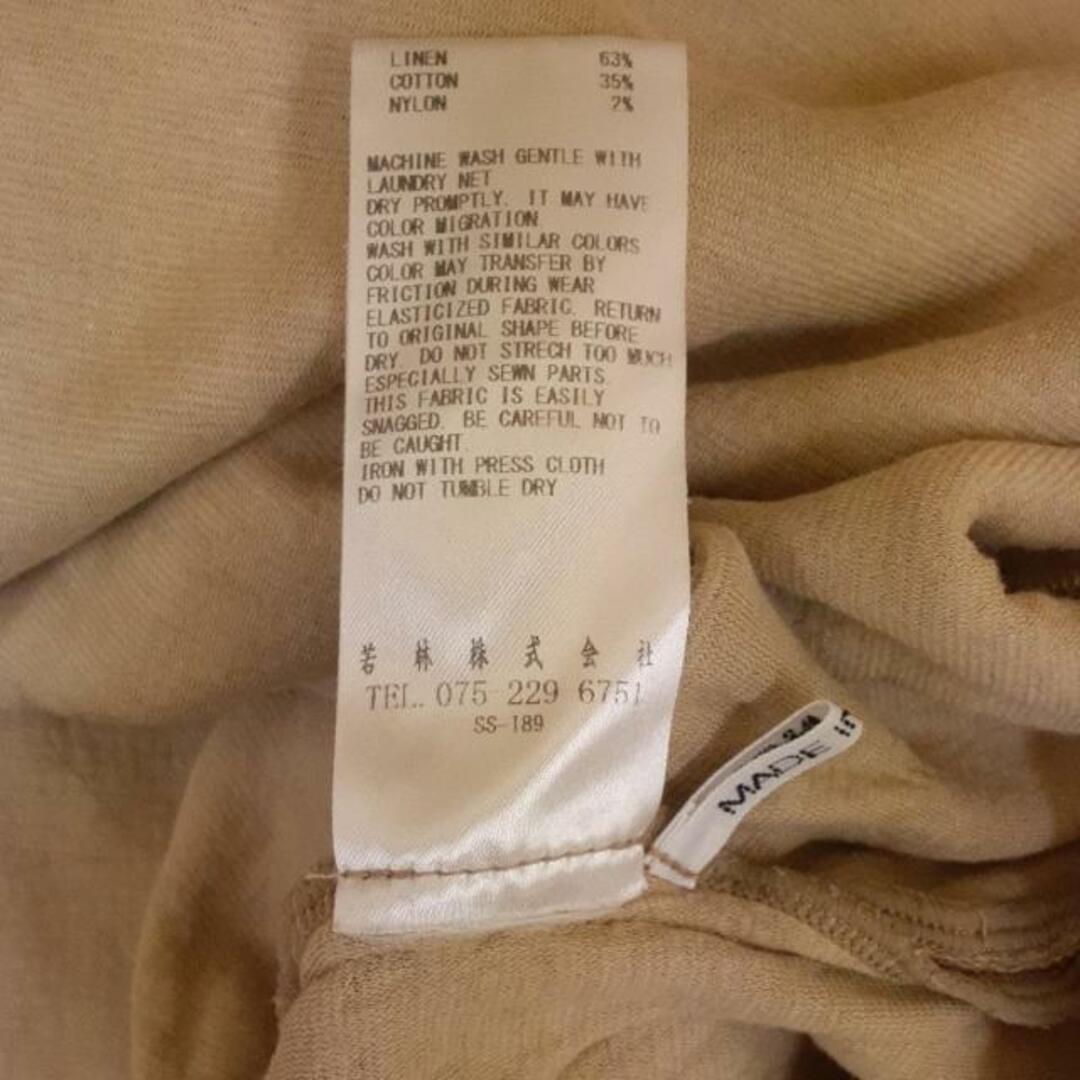 LINEN 63%
COTTON 35%
NYLON 2%
MACHINE WASH GENTLE WITH
LAUNDRY NET
DRY PROMPTLY. IT MAY HAVE
COLOR MIGRATION
WASH WITH SIMILAR COLORS
COLOR MAY TRANSFER BY
FRICTION DURING WEAR
ELASTICIZED FABRIC. RETURN
TO ORIGINAL SHAPE BEFORE
DRY. DO NOT STRECH TOO MUCH
ESPECIALLY SEWN PARTS.
THIS FABRIC IS EASILY
SNAGGED. BE CAREFUL NOT TO
BE CAUGHT.
IRON WITH PRESS CLOTH
DO NOT TUMBLE DRY
若林株式会社
TEL. 075 229 6751
SS-189
MADE